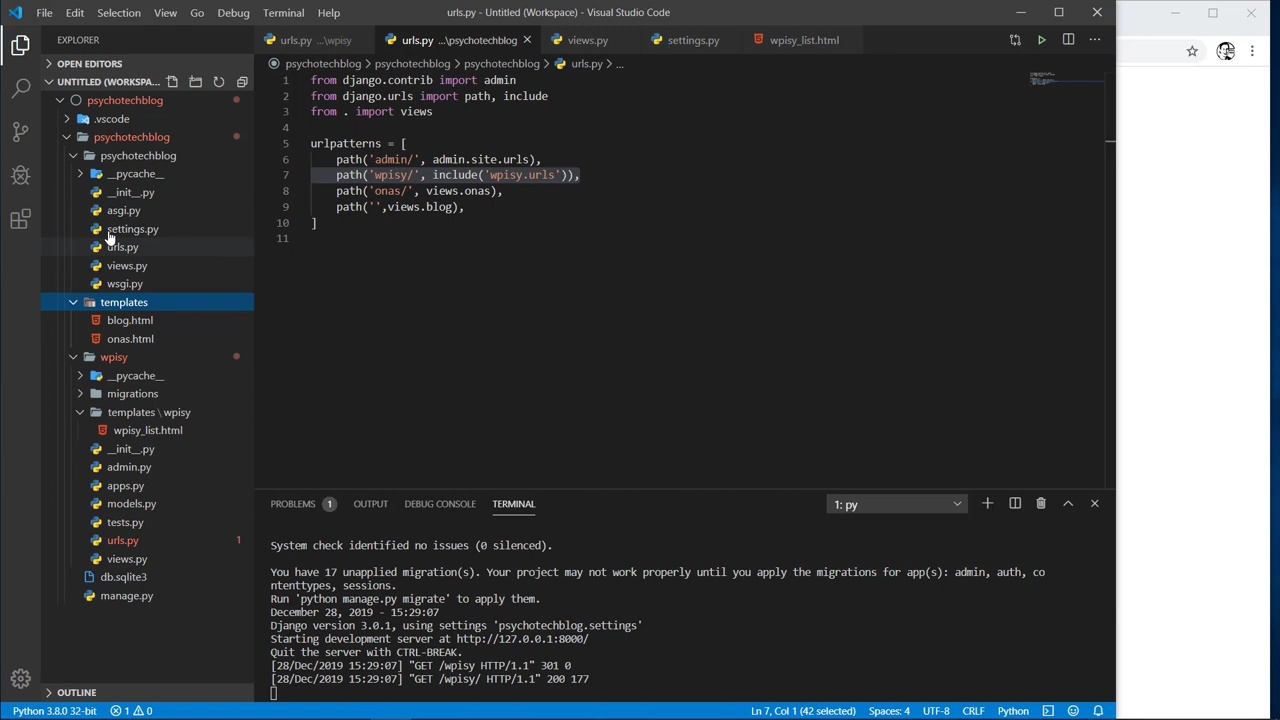 File Edit Selection View Go Debug Terminal Help
urls.py - Untitled (Workspace) - Visual Studio Code
EXPLORER
OPEN EDITORS
UNTITLED (WORKSPA...
psychotechblog
.vscode
psychotechblog
psychotechblog
__pycache__
__init__.py
asgi.py
settings.py
urls.py
views.py
wsgi.py
templates
blog.html
onas.html
wpisy
__pycache__
migrations
templates \ wpisy
wpisy_list.html
__init__.py
admin.py
apps.py
models.py
tests.py
urls.py 1
views.py
db.sqlite3
manage.py
OUTLINE
urls.py ...\wpisy
urls.py ...\psychotechblog
views.py
settings.py
wpisy_list.html
psychotechblog > psychotechblog > psychotechblog > urls.py > ...
1 from django.contrib import admin
2 from django.urls import path, include
3 from . import views
4
5 urlpatterns = [
6 path('admin/', admin.site.urls),
7 path('wpisy/', include('wpisy.urls')),
8 path('onas/', views.onas),
9 path('',views.blog),
10 ]
11
PROBLEMS 1 OUTPUT DEBUG CONSOLE TERMINAL
1: py
System check identified no issues (0 silenced).
You have 17 unapplied migration(s). Your project may not work properly until you apply the migrations for app(s): admin, auth, co
ntenttypes, sessions.
Run 'python manage.py migrate' to apply them.
December 28, 2019 - 15:29:07
Django version 3.0.1, using settings 'psychotechblog.settings'
Starting development server at http://127.0.0.1:8000/
Quit the server with CTRL-BREAK.
[28/Dec/2019 15:29:07] "GET /wpisy HTTP/1.1" 301 0
[28/Dec/2019 15:29:07] "GET /wpisy/ HTTP/1.1" 200 177
Python 3.8.0 32-bit 1 0
Ln 7, Col 1 (42 selected) Spaces: 4 UTF-8 CRLF Python